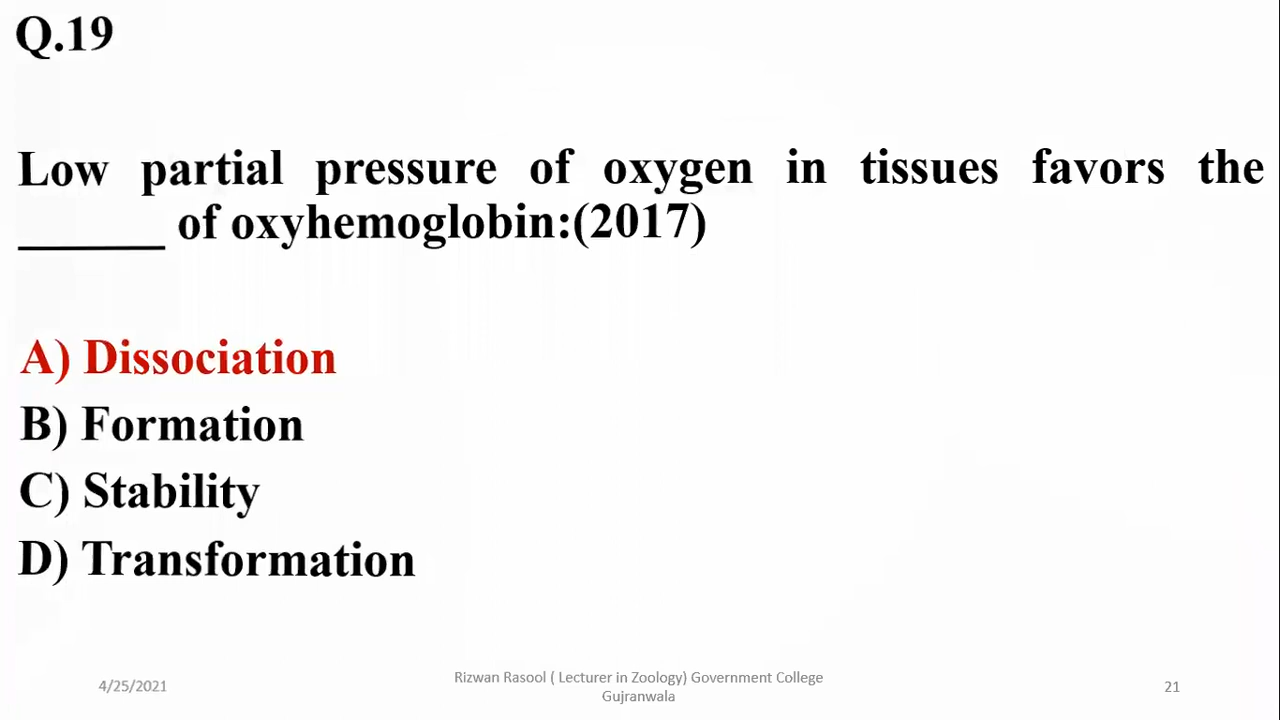 Q.19
Low partial pressure of oxygen in tissues favors the
______ of oxyhemoglobin:(2017)
A) Dissociation
B) Formation
C) Stability
D) Transformation
4/25/2021
Rizwan Rasool ( Lecturer in Zoology) Government College
Gujranwala
21